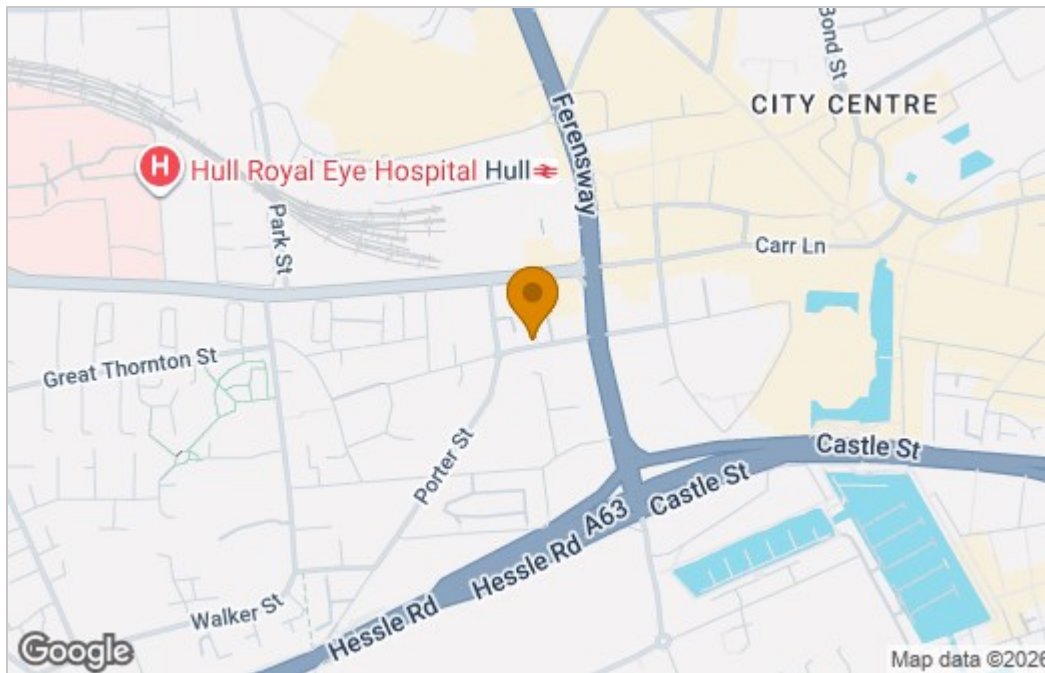 Bond St
CITY CENTRE
Ferensway
H
Hull Royal Eye Hospital
Hull
Park St
Carr Ln
Great Thornton St
Porter St
Castle St
Castle St
A63
Hessle Rd
Walker St
Hessle Rd
Google
Map data ©2026